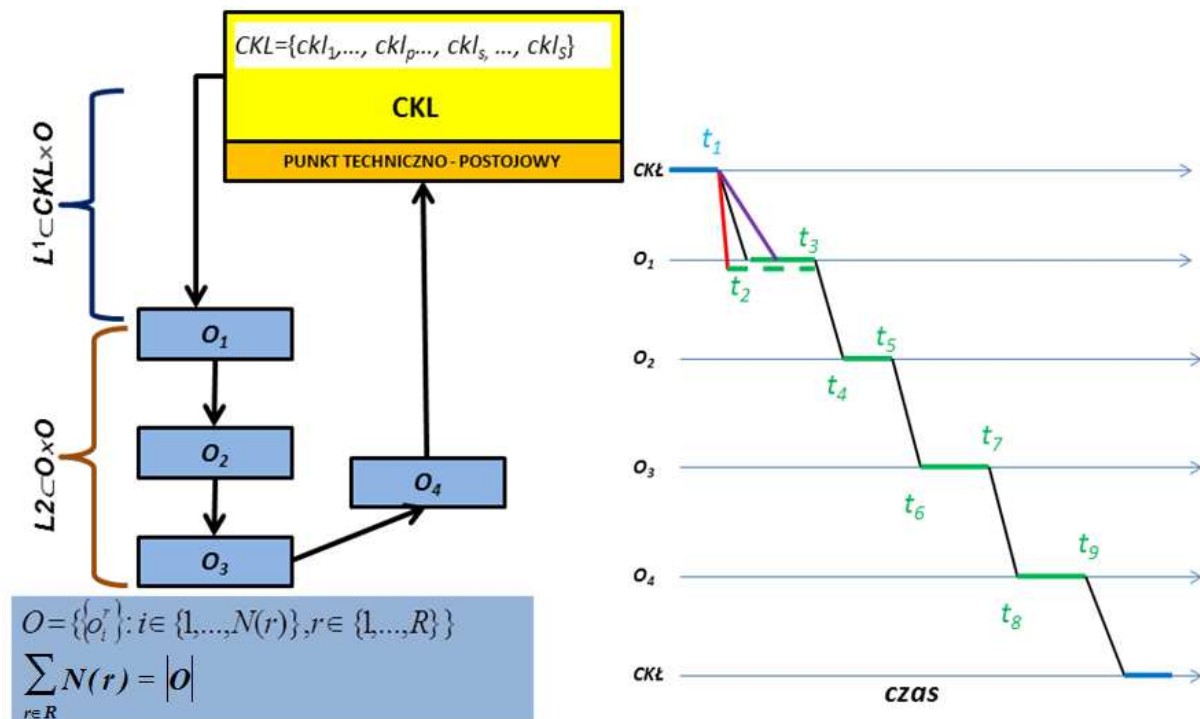 CKL={ckl₁,..., cklₚ..., cklₛ, ..., ckl_S}
CKL
PUNKT TECHNICZNO - POSTOJOWY
L¹⊂CKL×O
L2⊂O×O
O₁
O₂
O₃
O₄
O={{oᵢʳ}:i∈{1,...,N(r)},r∈{1,...,R}}
∑ N(r) = |O|
r∈R
t₁
CKŁ
t₃
O₁
t₂
t₅
O₂
t₄
t₇
O₃
t₆
t₉
O₄
t₈
CKŁ
czas